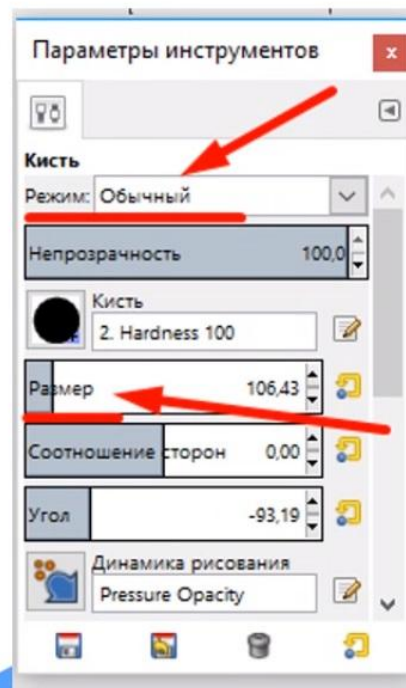 Параметры инструментов
x
Кисть
Режим: Обычный
Непрозрачность 100,0
Кисть
2. Hardness 100
Размер 106,43
Соотношение сторон 0,00
Угол -93,19
Динамика рисования
Pressure Opacity